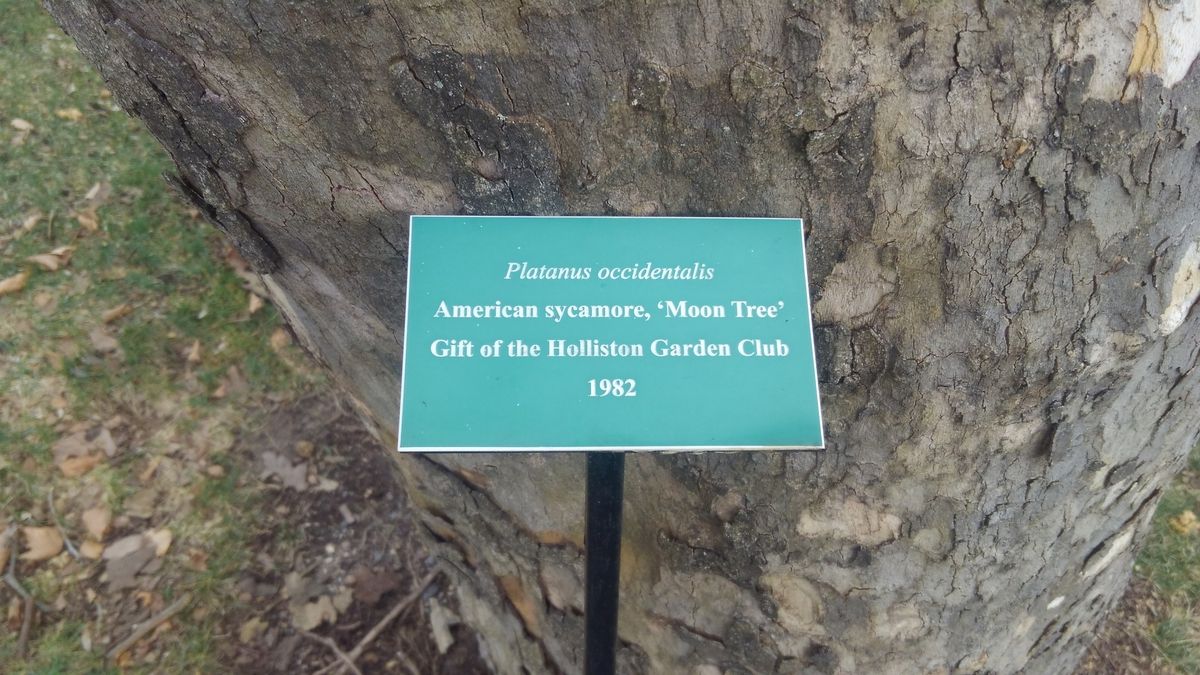 Platanus occidentalis
American sycamore, ‘Moon Tree’
Gift of the Holliston Garden Club
1982